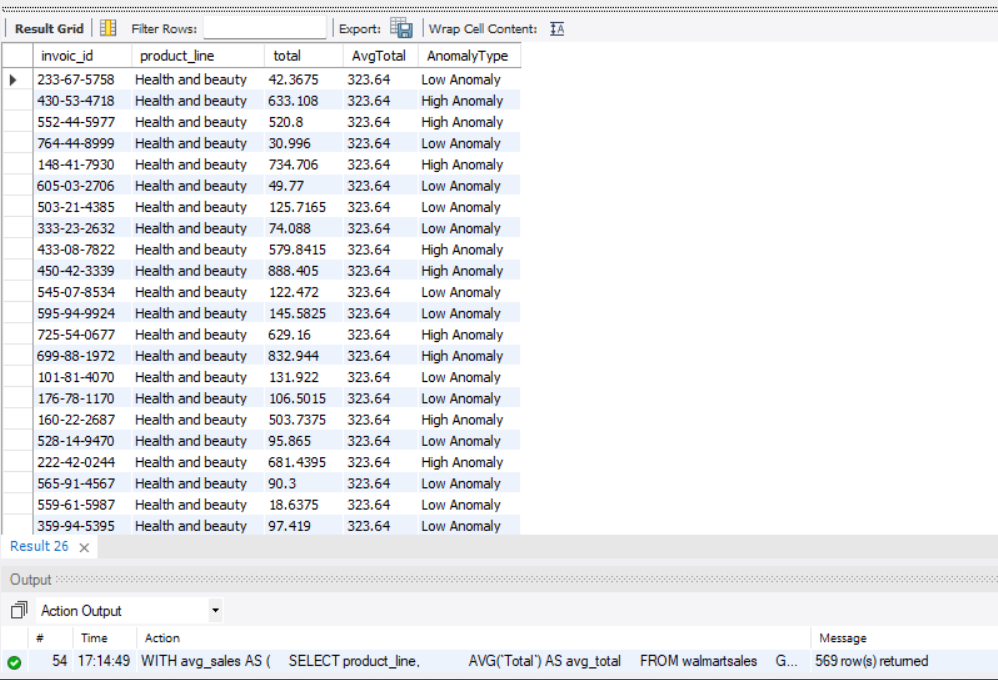 Result Grid Filter Rows: Export: Wrap Cell Content:
invoic_id product_line total AvgTotal AnomalyType
233-67-5758 Health and beauty 42.3675 323.64 Low Anomaly
430-53-4718 Health and beauty 633.108 323.64 High Anomaly
552-44-5977 Health and beauty 520.8 323.64 High Anomaly
764-44-8999 Health and beauty 30.996 323.64 Low Anomaly
148-41-7930 Health and beauty 734.706 323.64 High Anomaly
605-03-2706 Health and beauty 49.77 323.64 Low Anomaly
503-21-4385 Health and beauty 125.7165 323.64 Low Anomaly
333-23-2632 Health and beauty 74.088 323.64 Low Anomaly
433-08-7822 Health and beauty 579.8415 323.64 High Anomaly
450-42-3339 Health and beauty 888.405 323.64 High Anomaly
545-07-8534 Health and beauty 122.472 323.64 Low Anomaly
595-94-9924 Health and beauty 145.5825 323.64 Low Anomaly
725-54-0677 Health and beauty 629.16 323.64 High Anomaly
699-88-1972 Health and beauty 832.944 323.64 High Anomaly
101-81-4070 Health and beauty 131.922 323.64 Low Anomaly
176-78-1170 Health and beauty 106.5015 323.64 Low Anomaly
160-22-2687 Health and beauty 503.7375 323.64 High Anomaly
528-14-9470 Health and beauty 95.865 323.64 Low Anomaly
222-42-0244 Health and beauty 681.4395 323.64 High Anomaly
565-91-4567 Health and beauty 90.3 323.64 Low Anomaly
559-61-5987 Health and beauty 18.6375 323.64 Low Anomaly
359-94-5395 Health and beauty 97.419 323.64 Low Anomaly
Result 26
Output
Action Output
# Time Action Message
54 17:14:49 WITH avg_sales AS ( SELECT product_line, AVG(`Total`) AS avg_total FROM walmartsales G... 569 row(s) returned